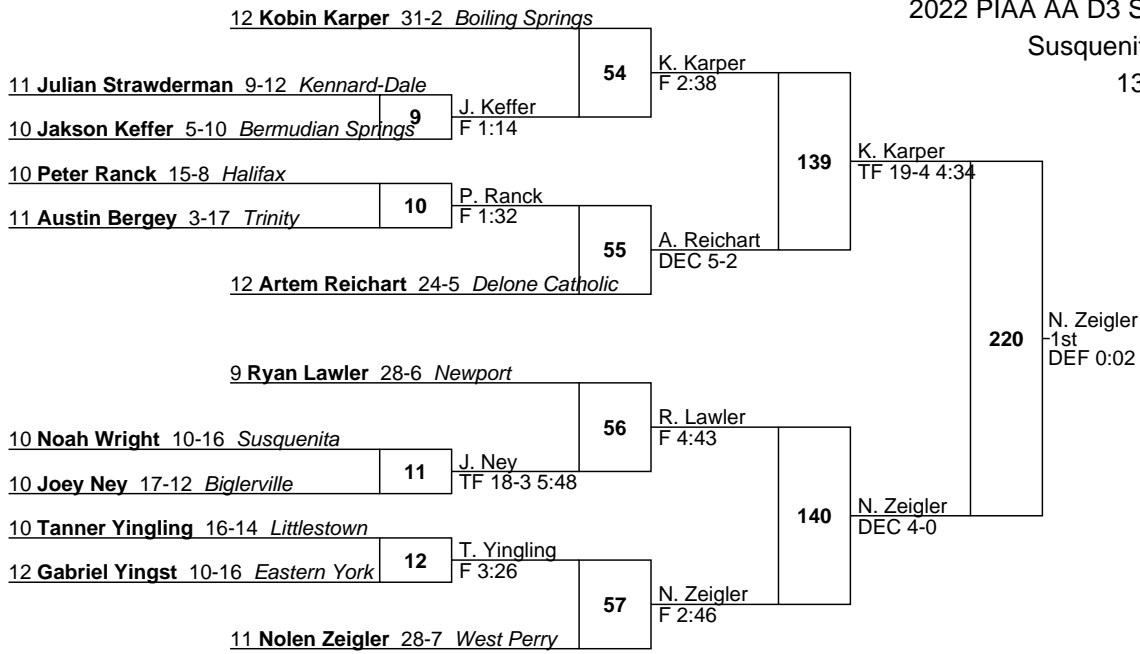 2022 PIAA AA D3 S
Susquenit
13
12 Kobin Karper 31-2 Boiling Springs
54
K. Karper
F 2:38
11 Julian Strawderman 9-12 Kennard-Dale
9
J. Keffer
F 1:14
10 Jakson Keffer 5-10 Bermudian Springs
139
K. Karper
TF 19-4 4:34
10 Peter Ranck 15-8 Halifax
10
P. Ranck
F 1:32
11 Austin Bergey 3-17 Trinity
55
A. Reichart
DEC 5-2
12 Artem Reichart 24-5 Delone Catholic
220
N. Zeigler
1st
DEF 0:02
9 Ryan Lawler 28-6 Newport
56
R. Lawler
F 4:43
10 Noah Wright 10-16 Susquenita
11
J. Ney
TF 18-3 5:48
10 Joey Ney 17-12 Biglerville
140
N. Zeigler
DEC 4-0
10 Tanner Yingling 16-14 Littlestown
12
T. Yingling
F 3:26
12 Gabriel Yingst 10-16 Eastern York
57
N. Zeigler
F 2:46
11 Nolen Zeigler 28-7 West Perry